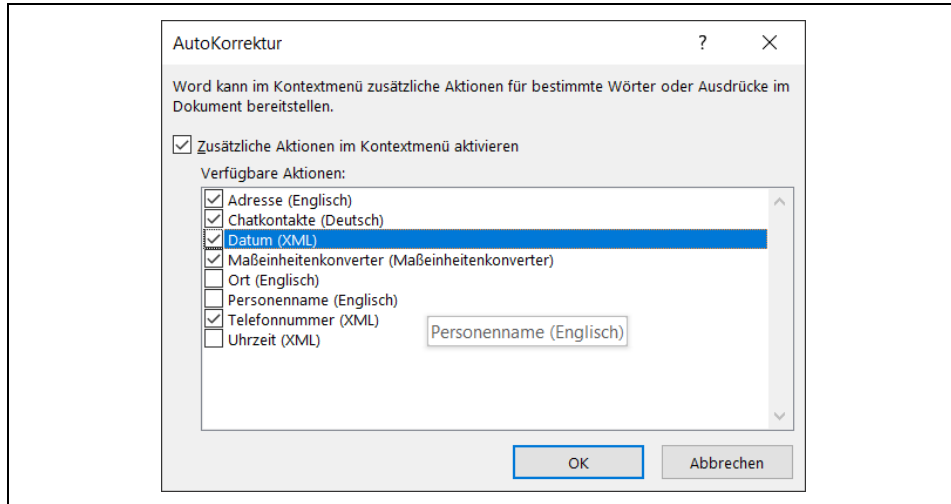 AutoKorrektur ?
Word kann im Kontextmenü zusätzliche Aktionen für bestimmte Wörter oder Ausdrücke im
Dokument bereitstellen.
Zusätzliche Aktionen im Kontextmenü aktivieren
Verfügbare Aktionen:
Adresse (Englisch)
Chatkontakte (Deutsch)
Datum (XML)
Maßeinheitenkonverter (Maßeinheitenkonverter)
Ort (Englisch)
Personenname (Englisch)
Telefonnummer (XML)
Personenname (Englisch)
Uhrzeit (XML)
OK Abbrechen